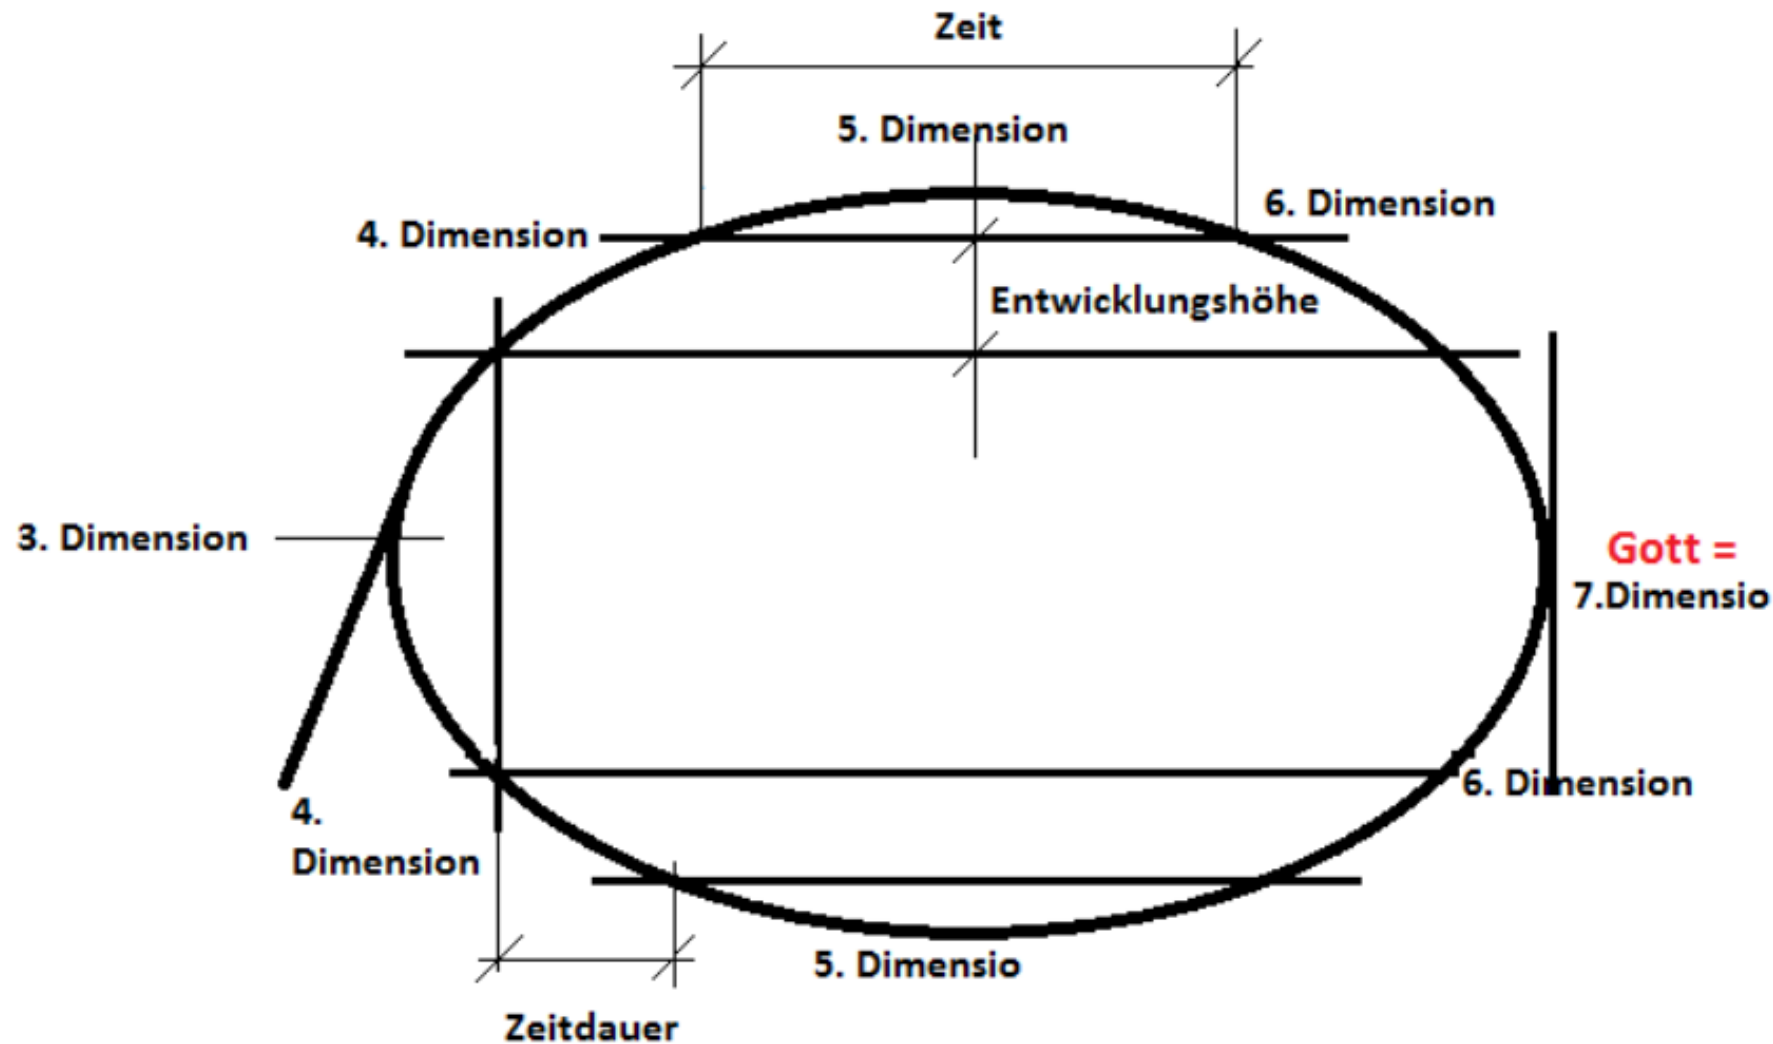 Zeit
5. Dimension
6. Dimension
4. Dimension
Entwicklungshöhe
3. Dimension
Gott =
7.Dimensio
6. Dimension
4.
Dimension
5. Dimensio
Zeitdauer